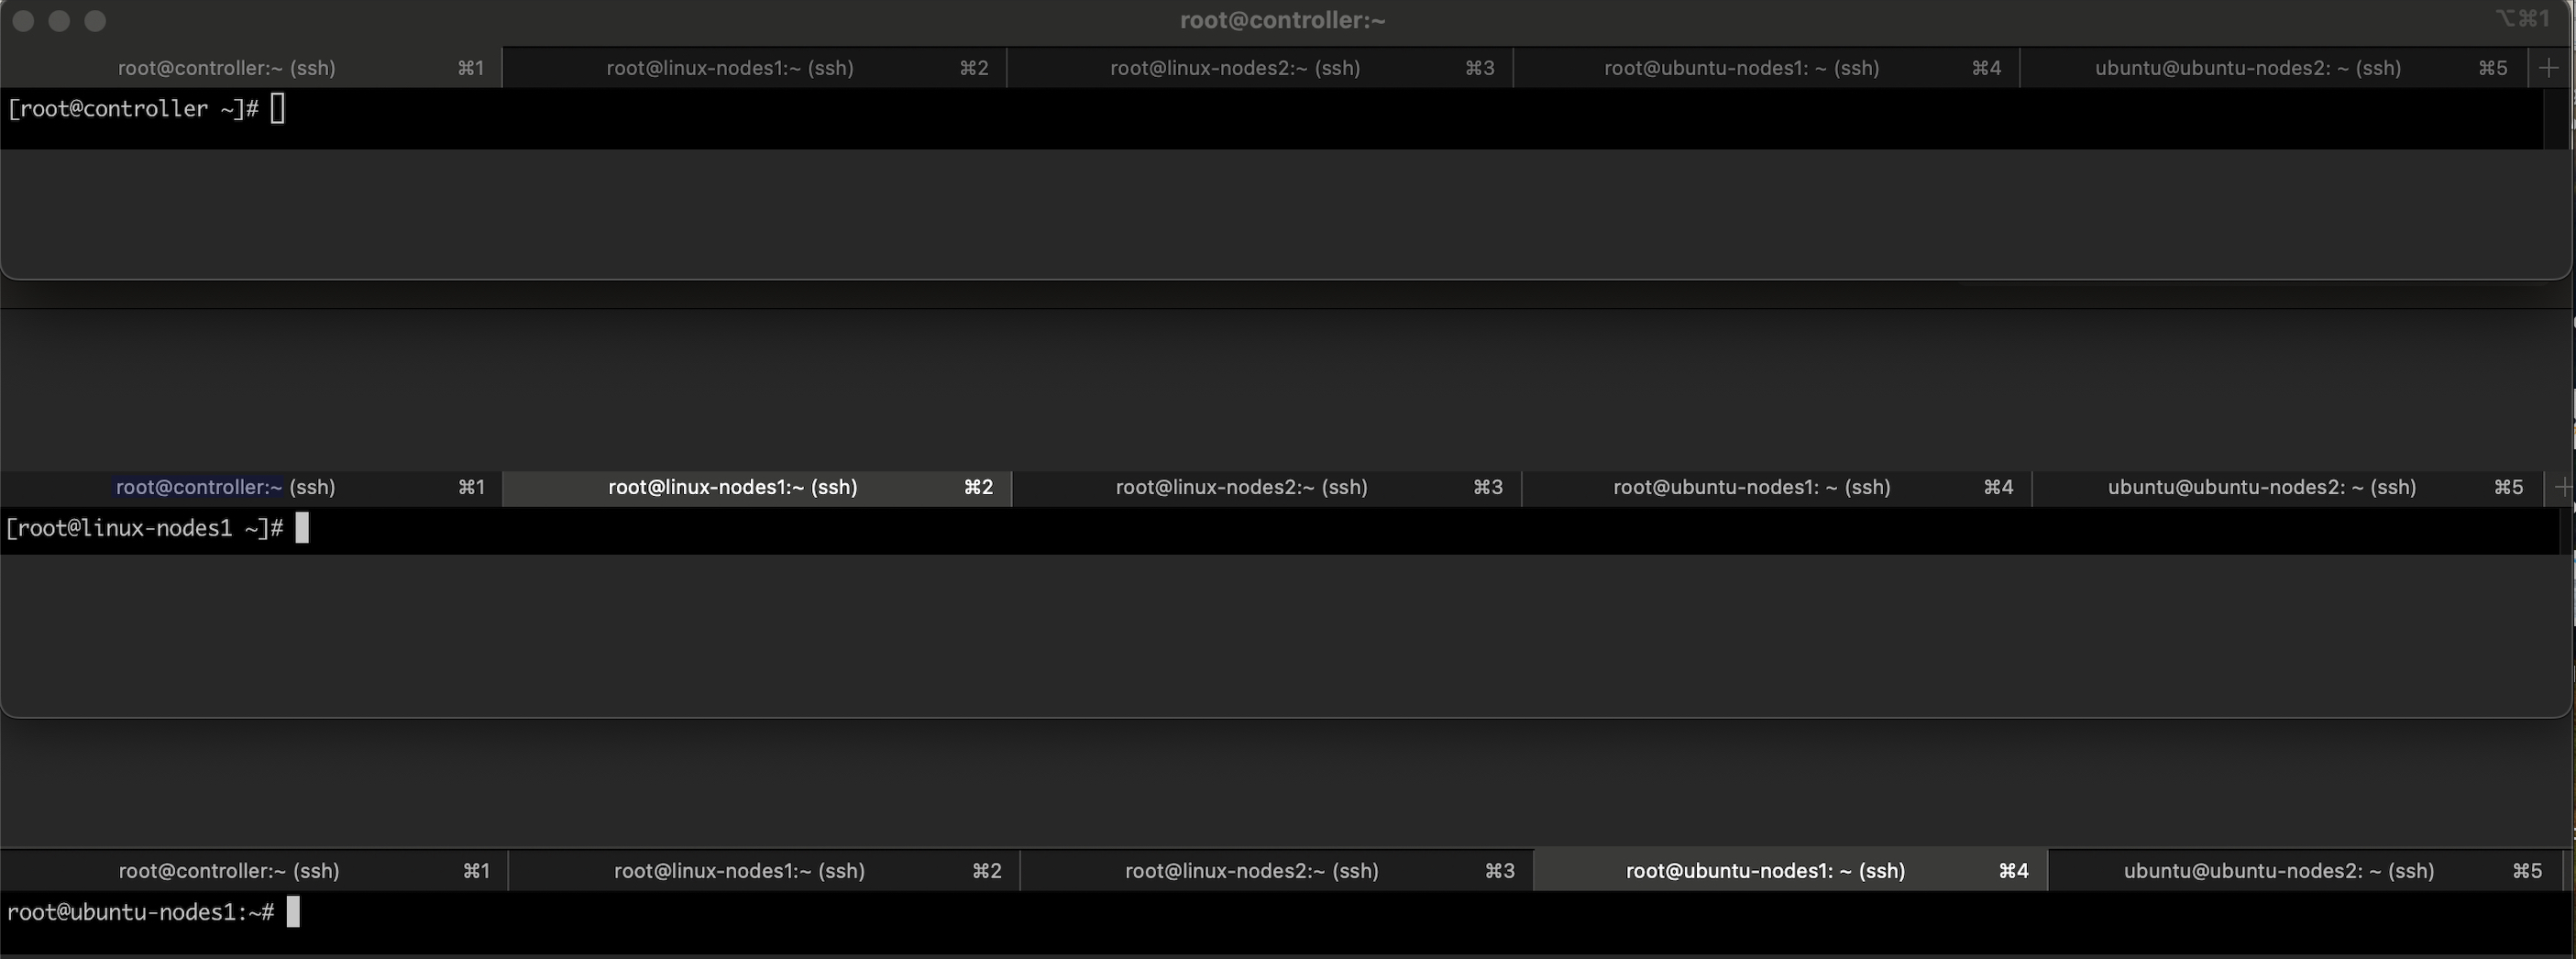 root@controller:~
⌥⌘1
root@controller:~ (ssh) ⌘1 root@linux-nodes1:~ (ssh) ⌘2 root@linux-nodes2:~ (ssh) ⌘3 root@ubuntu-nodes1: ~ (ssh) ⌘4 ubuntu@ubuntu-nodes2: ~ (ssh) ⌘5 +
[root@controller ~]#
root@controller:~ (ssh) ⌘1 root@linux-nodes1:~ (ssh) ⌘2 root@linux-nodes2:~ (ssh) ⌘3 root@ubuntu-nodes1: ~ (ssh) ⌘4 ubuntu@ubuntu-nodes2: ~ (ssh) ⌘5 +
[root@linux-nodes1 ~]#
root@controller:~ (ssh) ⌘1 root@linux-nodes1:~ (ssh) ⌘2 root@linux-nodes2:~ (ssh) ⌘3 root@ubuntu-nodes1: ~ (ssh) ⌘4 ubuntu@ubuntu-nodes2: ~ (ssh) ⌘5
root@ubuntu-nodes1:~#